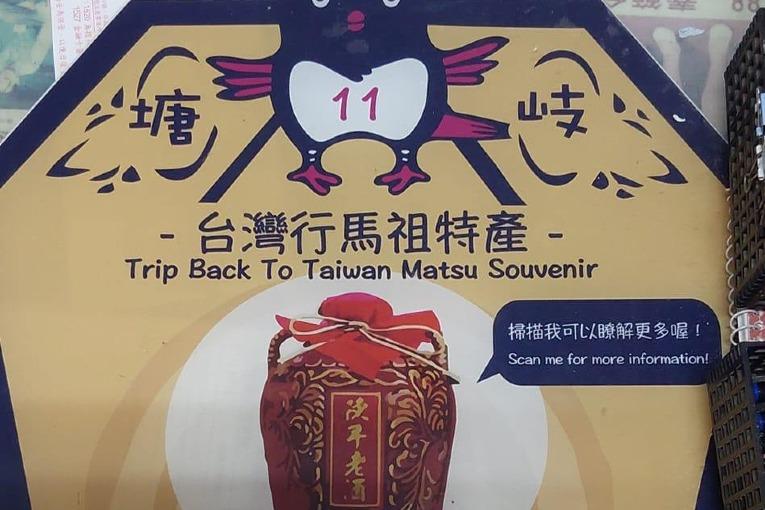 11
塘
岐
- 台灣行馬祖特產 -
Trip Back To Taiwan Matsu Souvenir
掃描我可以瞭解更多喔！
Scan me for more information!
陳年老酒